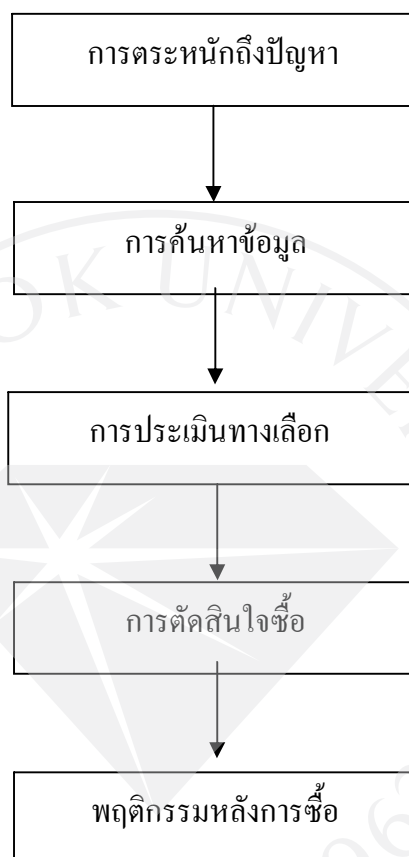 การตระหนักถึงปัญหา
การค้นหาข้อมูล
OK UNIVE
การประเมินทางเลือก
การตัดสินใจซื้อ
พฤติกรรมหลังการซื้อ
96